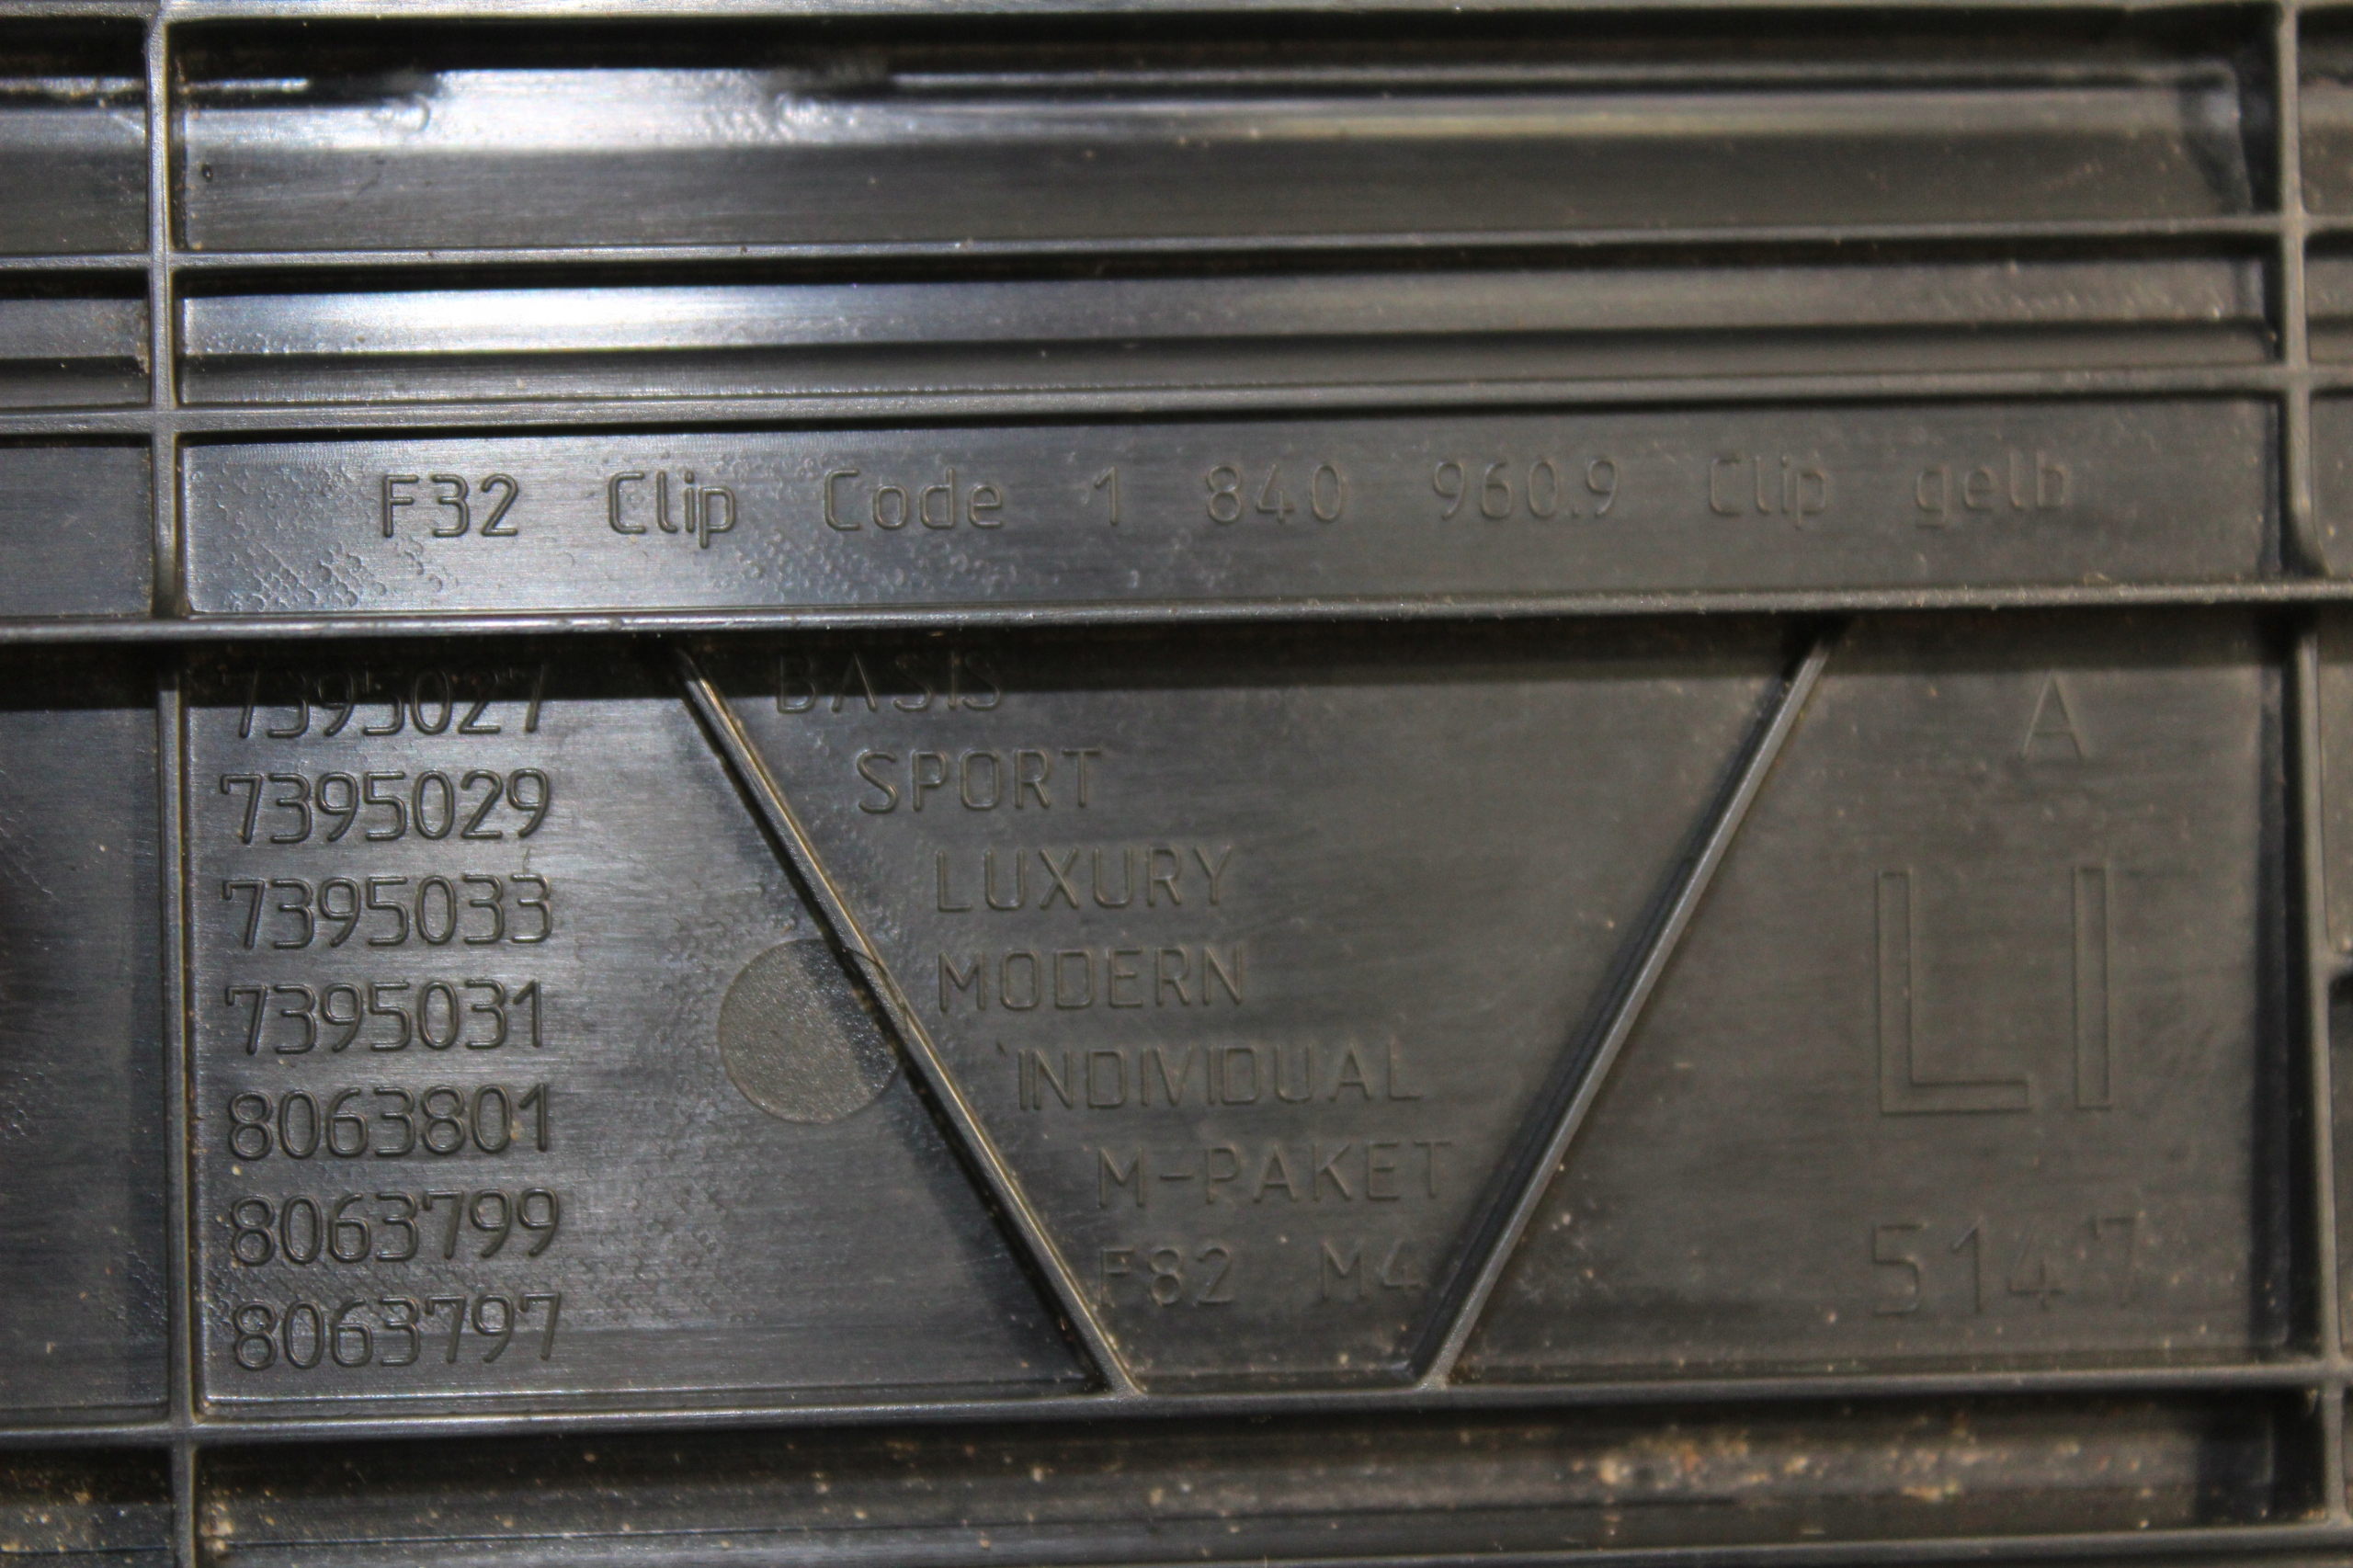 F32 Clip Code 1 840 960.9 Clip gelb
7395027 BASIS
7395029 SPORT
7395033 LUXURY
7395031 MODERN
8063801 INDIVIDUAL
8063799 M-PAKET
8063797 F82 M4
A
LI
5147